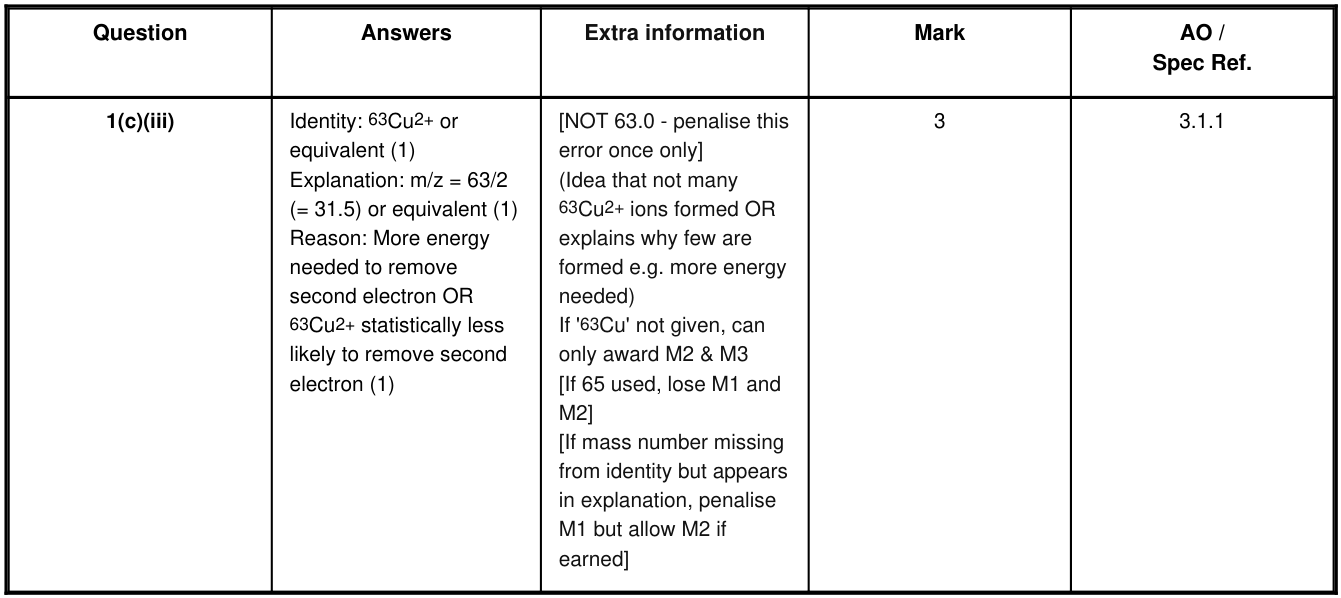 Question
Answers
Extra information
Mark
AO /
Spec Ref.
1(c)(iii)
Identity: 63Cu2+ or
equivalent (1)
Explanation: m/z = 63/2
(= 31.5) or equivalent (1)
Reason: More energy
needed to remove
second electron OR
63Cu2+ statistically less
likely to remove second
electron (1)
[NOT 63.0 - penalise this
error once only]
(Idea that not many
63Cu2+ ions formed OR
explains why few are
formed e.g. more energy
needed)
If '63Cu' not given, can
only award M2 & M3
[If 65 used, lose M1 and
M2]
[If mass number missing
from identity but appears
in explanation, penalise
M1 but allow M2 if
earned]
3
3.1.1